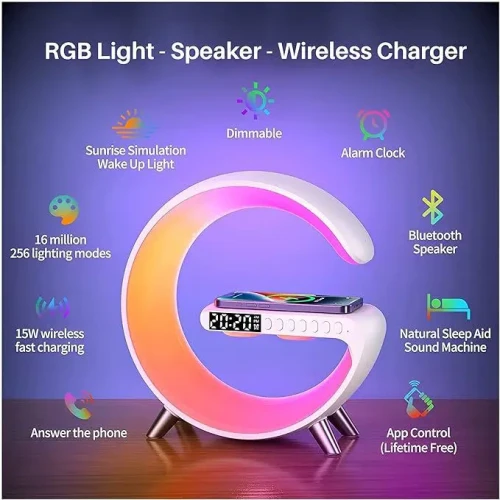 RGB Light - Speaker - Wireless Charger
Dimmable
Sunrise Simulation
Wake Up Light
Alarm Clock
16 million
256 lighting modes
Bluetooth
Speaker
20:20
15W wireless
fast charging
Natural Sleep Aid
Sound Machine
Answer the phone
App Control
(Lifetime Free)